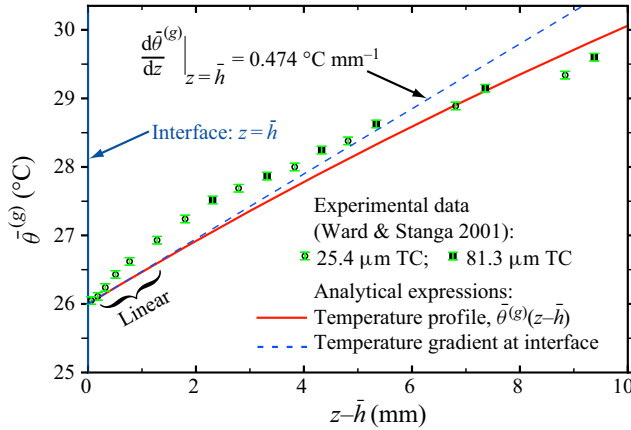 30
29
28
27
26
25
θ̄⁽ᵍ⁾ (°C)
dθ̄⁽ᵍ⁾/dz |z = h̄ = 0.474 °C mm⁻¹
Interface: z = h̄
Linear
Experimental data
(Ward & Stanga 2001):
25.4 μm TC; 81.3 μm TC
Analytical expressions:
Temperature profile, θ̄⁽ᵍ⁾(z–h̄)
Temperature gradient at interface
0 2 4 6 8 10
z–h̄ (mm)